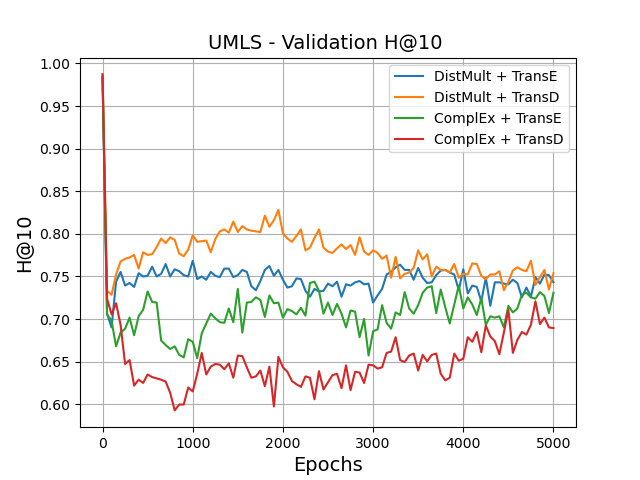 UMLS - Validation H@10
H@10
1.00
0.95
0.90
0.85
0.80
0.75
0.70
0.65
0.60
DistMult + TransE
DistMult + TransD
ComplEx + TransE
ComplEx + TransD
0 1000 2000 3000 4000 5000
Epochs